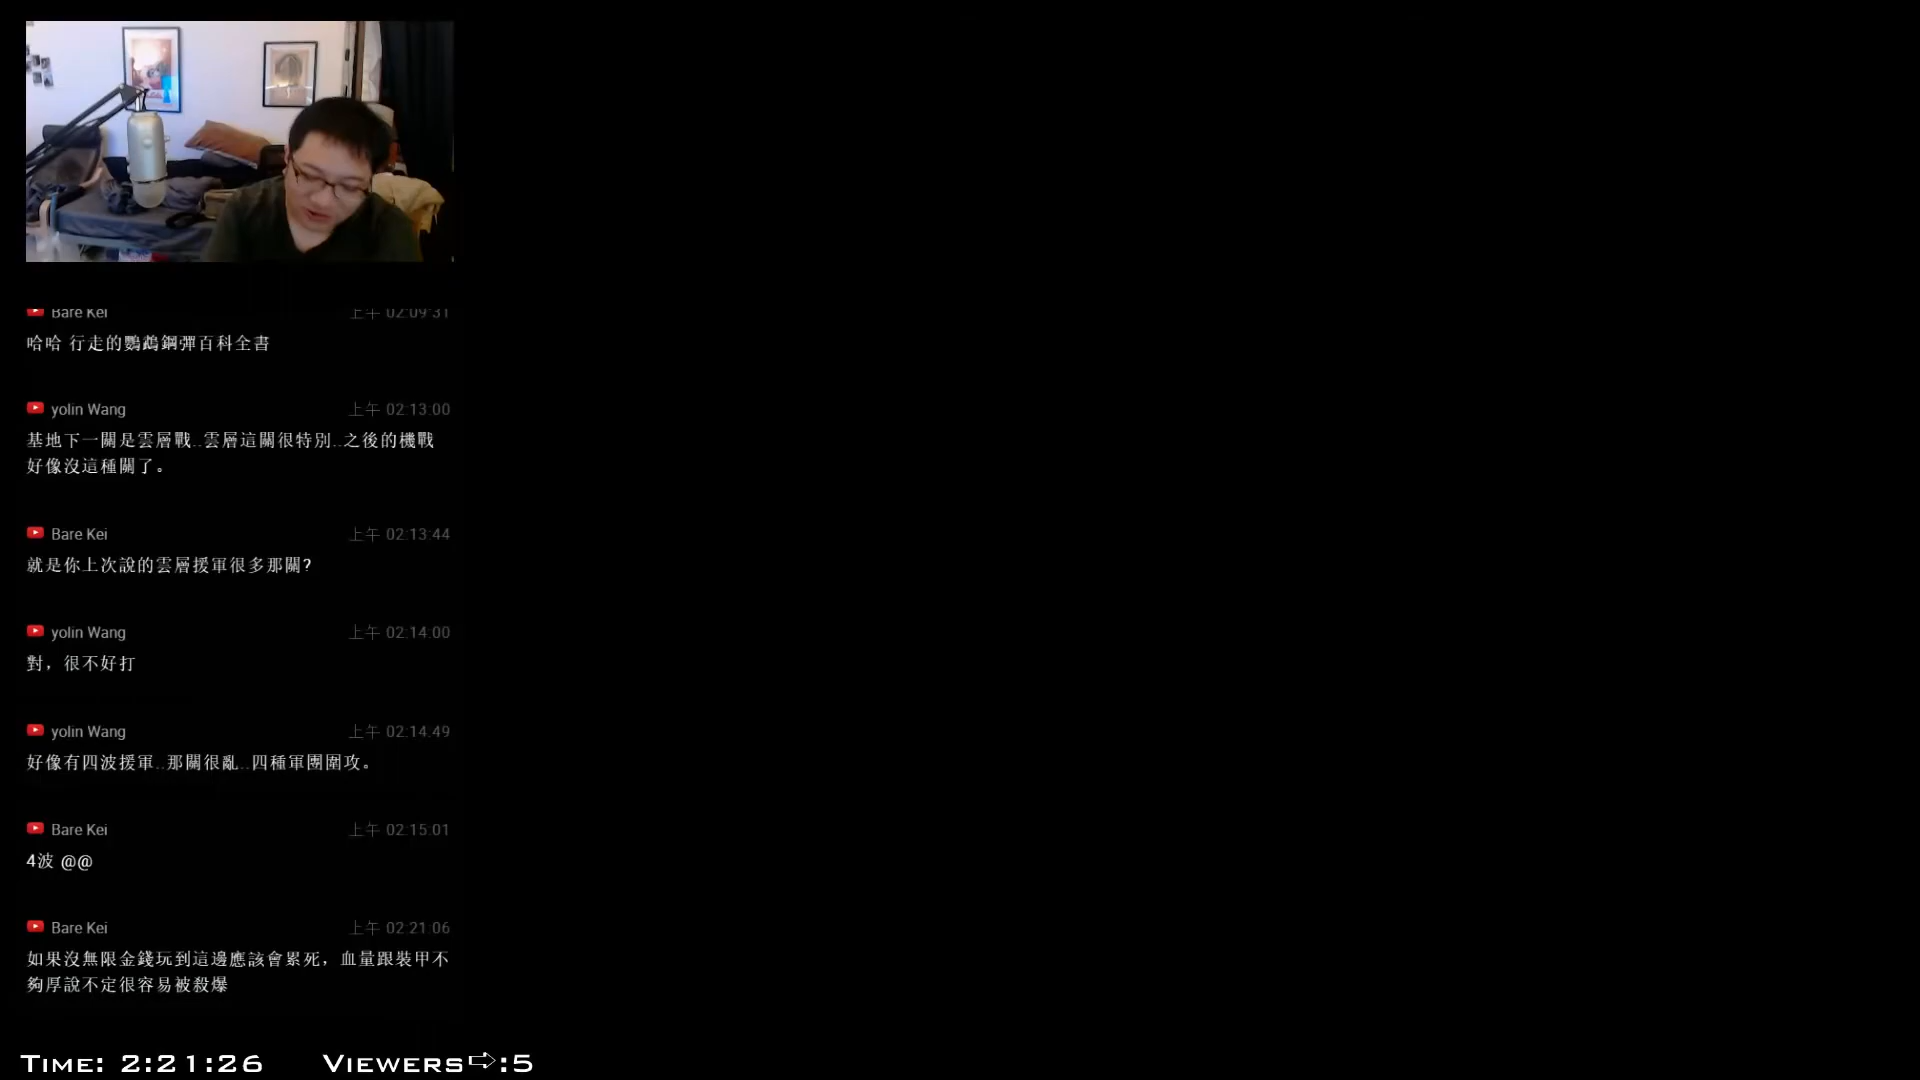 Bare Kei 上午 02:09:31
哈哈 行走的鸚鵡鋼彈百科全書
yolin Wang 上午 02:13:00
基地下一關是雲層戰..雲層這關很特別..之後的機戰
好像沒這種關了。
Bare Kei 上午 02:13:44
就是你上次說的雲層援軍很多那關?
yolin Wang 上午 02:14:00
對，很不好打
yolin Wang 上午 02:14:49
好像有四波援軍..那關很亂..四種軍團圍攻。
Bare Kei 上午 02:15:01
4波 @@
Bare Kei 上午 02:21:06
如果沒無限金錢玩到這邊應該會累死，血量跟裝甲不
夠厚說不定很容易被殺爆
Time: 2:21:26 Viewers⇨:5